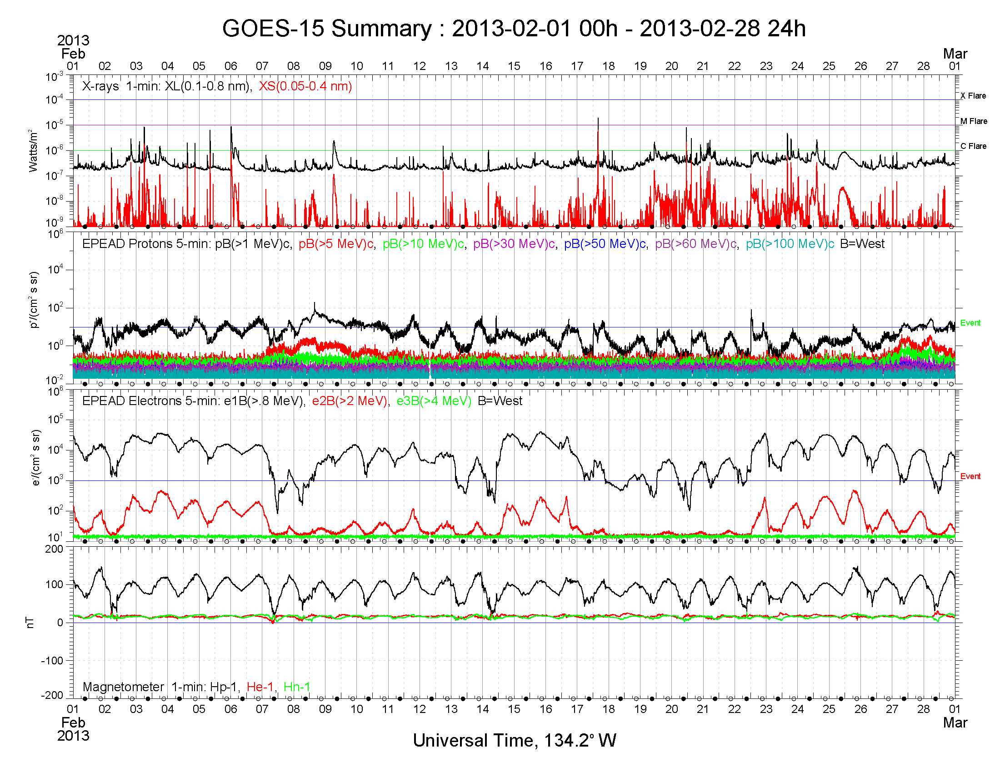 GOES-15 Summary : 2013-02-01 00h - 2013-02-28 24h
2013
Feb
Mar
01 02 03 04 05 06 07 08 09 10 11 12 13 14 15 16 17 18 19 20 21 22 23 24 25 26 27 28 01
X-rays 1-min: XL(0.1-0.8 nm), XS(0.05-0.4 nm)
10-3
10-4
10-5
10-6
10-7
10-8
10-9
Watts/m2
X Flare
M Flare
C Flare
EPEAD Protons 5-min: pB(>1 MeV)c, pB(>5 MeV)c, pB(>10 MeV)c, pB(>30 MeV)c, pB(>50 MeV)c, pB(>60 MeV)c, pB(>100 MeV)c B=West
106
104
102
100
10-2
p+/(cm2 s sr)
Event
EPEAD Electrons 5-min: e1B(>.8 MeV), e2B(>2 MeV), e3B(>4 MeV) B=West
106
105
104
103
102
101
e-/(cm2 s sr)
Event
200
100
0
-100
-200
nT
Magnetometer 1-min: Hp-1, He-1, Hn-1
01 02 03 04 05 06 07 08 09 10 11 12 13 14 15 16 17 18 19 20 21 22 23 24 25 26 27 28 01
Feb
Mar
2013
Universal Time, 134.2° W